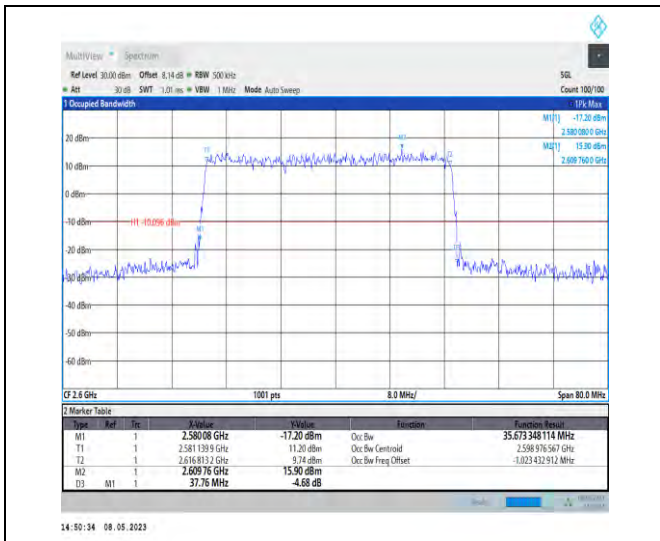 MultiView Spectrum
Ref Level 30.00 dBm Offset 8.14 dB RBW 500 kHz SGL
Att 30 dB SWT 1.01 ms VBW 1 MHz Mode Auto Sweep Count 100/100
1 Occupied Bandwidth 1Pk Max
M1[1] -17.20 dBm
2.580 080 0 GHz
M2[1] 15.90 dBm
2.609 760 0 GHz
20 dBm
T1 M2 T2
10 dBm
0 dBm
-10 dBm H1 -10.096 dBm
M1
-20 dBm
-30 dBm
-40 dBm
-50 dBm
-60 dBm
CF 2.6 GHz 1001 pts 8.0 MHz/ Span 80.0 MHz
2 Marker Table
Type Ref Trc X-Value Y-Value Function Function Result
M1 1 2.58008 GHz -17.20 dBm Occ Bw 35.673 348 114 MHz
T1 1 2.581 139 9 GHz 11.20 dBm Occ Bw Centroid 2.598 976 567 GHz
T2 1 2.616 813 2 GHz 9.74 dBm Occ Bw Freq Offset -1.023 432 912 MHz
M2 1 2.609 76 GHz 15.90 dBm
D3 M1 1 37.76 MHz -4.68 dB
14:50:34 08.05.2023